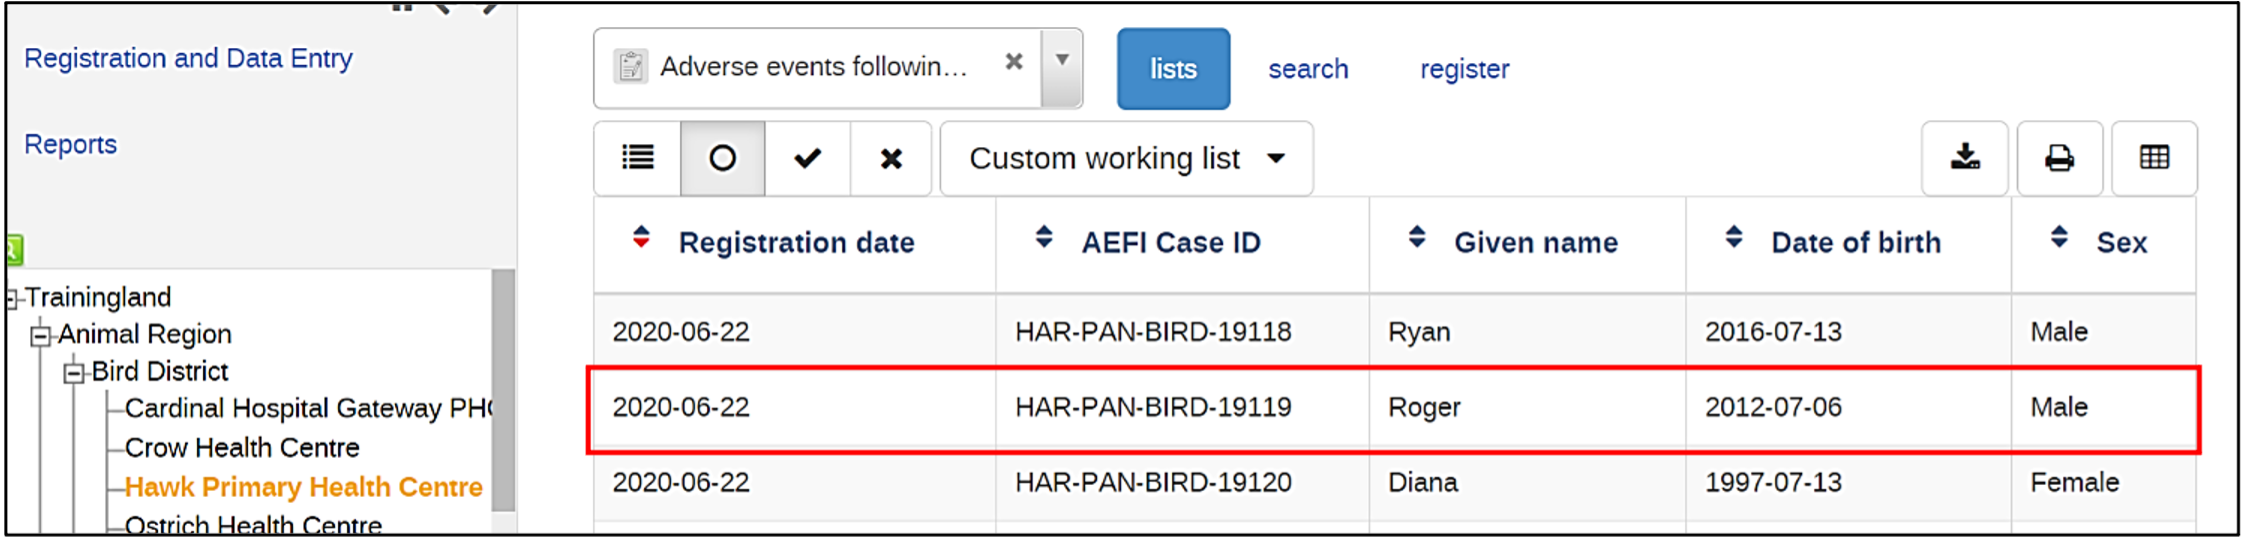 Registration and Data Entry
Reports
Trainingland
Animal Region
Bird District
Cardinal Hospital Gateway PH
Crow Health Centre
Hawk Primary Health Centre
Ostrich Health Centre
Adverse events followin...
lists search register
Custom working list
Registration date AEFI Case ID Given name Date of birth Sex
2020-06-22 HAR-PAN-BIRD-19118 Ryan 2016-07-13 Male
2020-06-22 HAR-PAN-BIRD-19119 Roger 2012-07-06 Male
2020-06-22 HAR-PAN-BIRD-19120 Diana 1997-07-13 Female